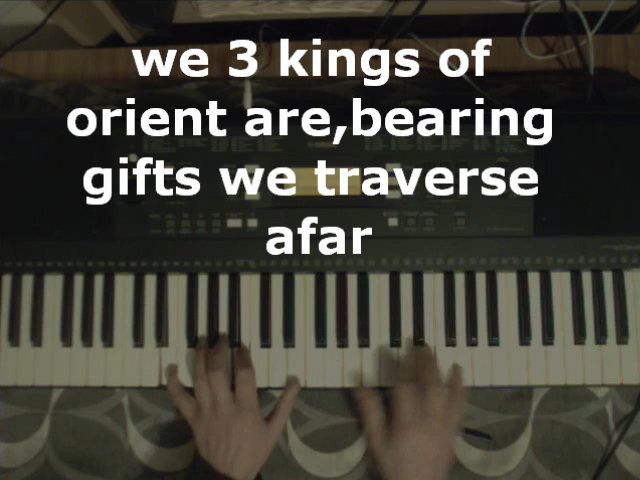 we 3 kings of
orient are,bearing
gifts we traverse
afar